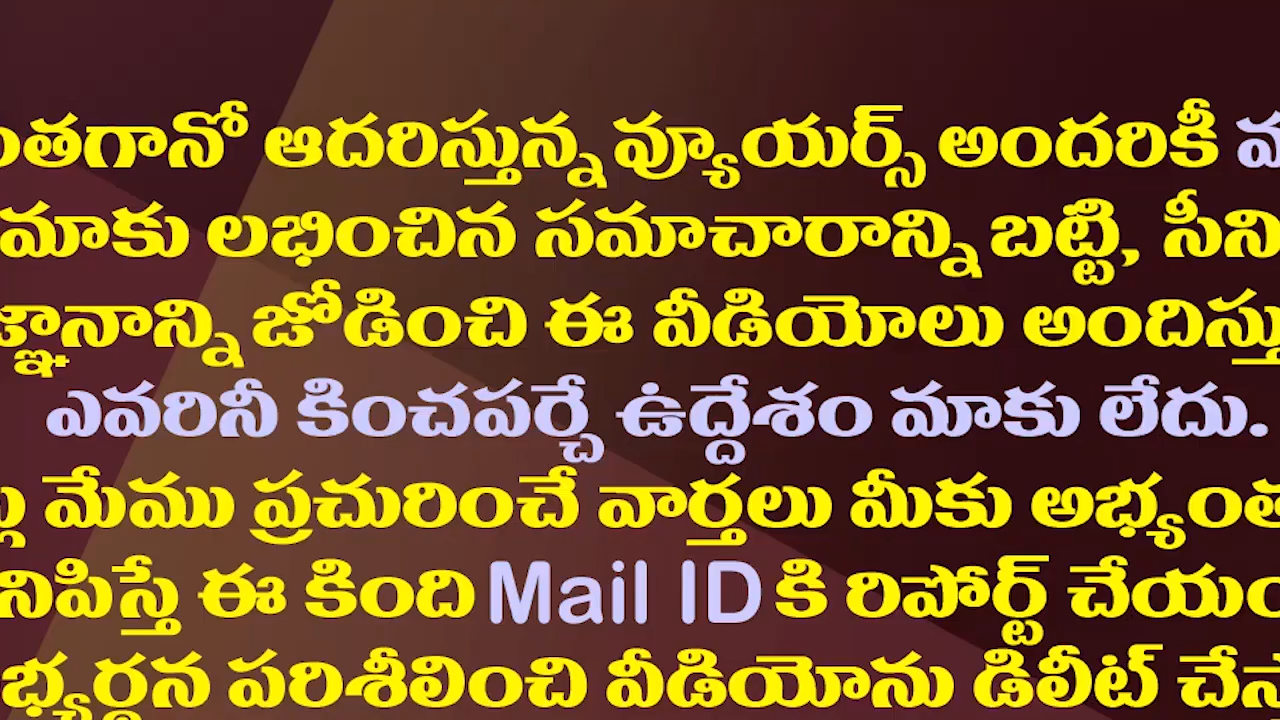 ంతగానో ఆదరిస్తున్న వ్యూయర్స్ అందరికీ
మాకు లభించిన సమాచారాన్ని బట్టి, సీని
జ్ఞానాన్ని జోడించి ఈ వీడియోలు అందిస్తు
ఎవరినీ కించపర్చే ఉద్దేశం మాకు లేదు.
మేము ప్రచురించే వార్తలు మీకు అభ్యంత
నిపిస్తే ఈ కింది Mail ID కి రిపోర్ట్ చేయం
భ్యర్ధన పరిశీలించి వీడియోను డిలీట్ చేస